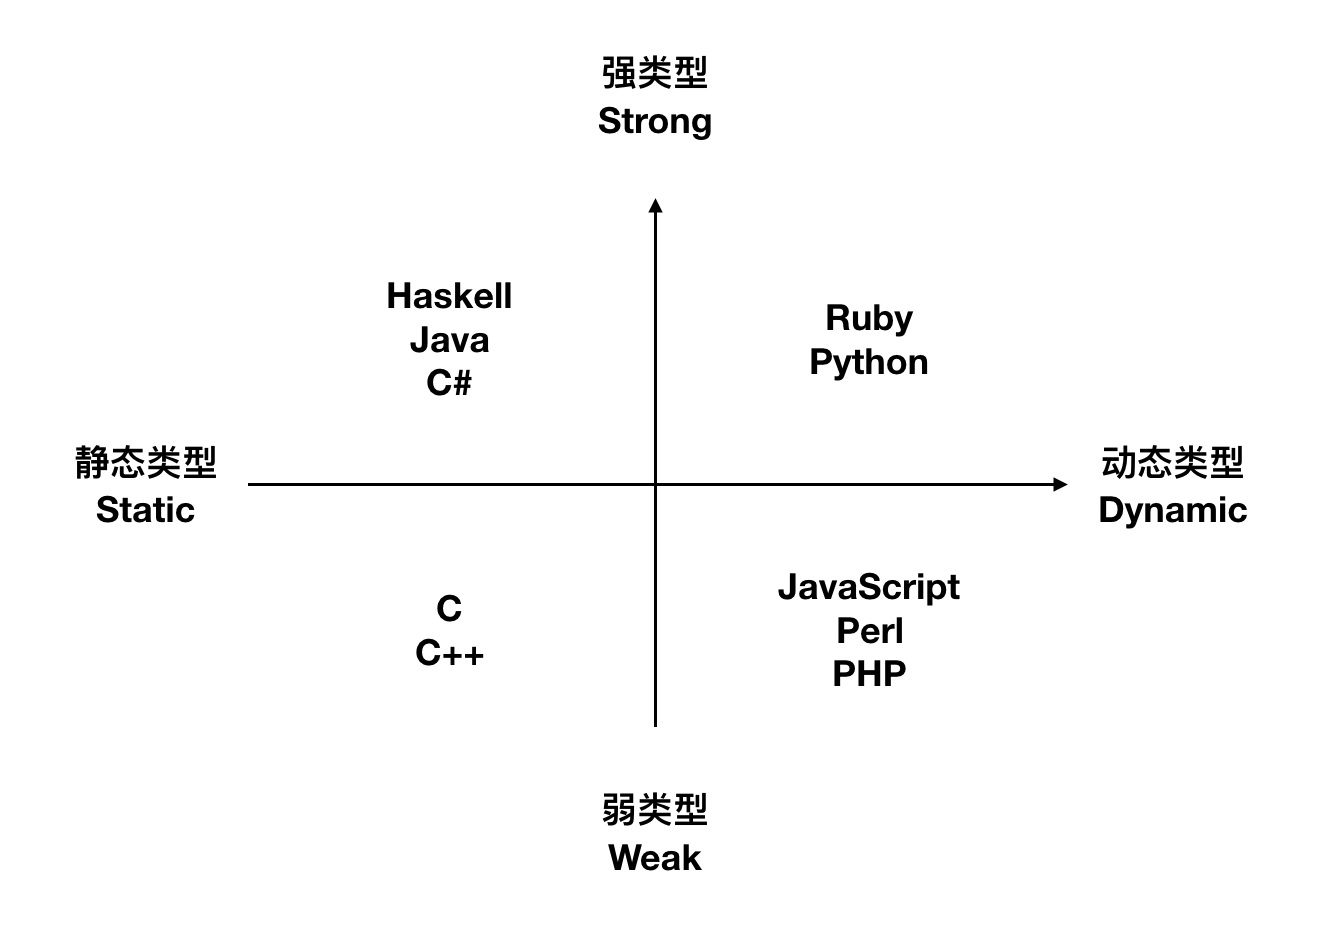 强类型
Strong
Haskell
Java
C#
Ruby
Python
静态类型
Static
动态类型
Dynamic
C
C++
JavaScript
Perl
PHP
弱类型
Weak